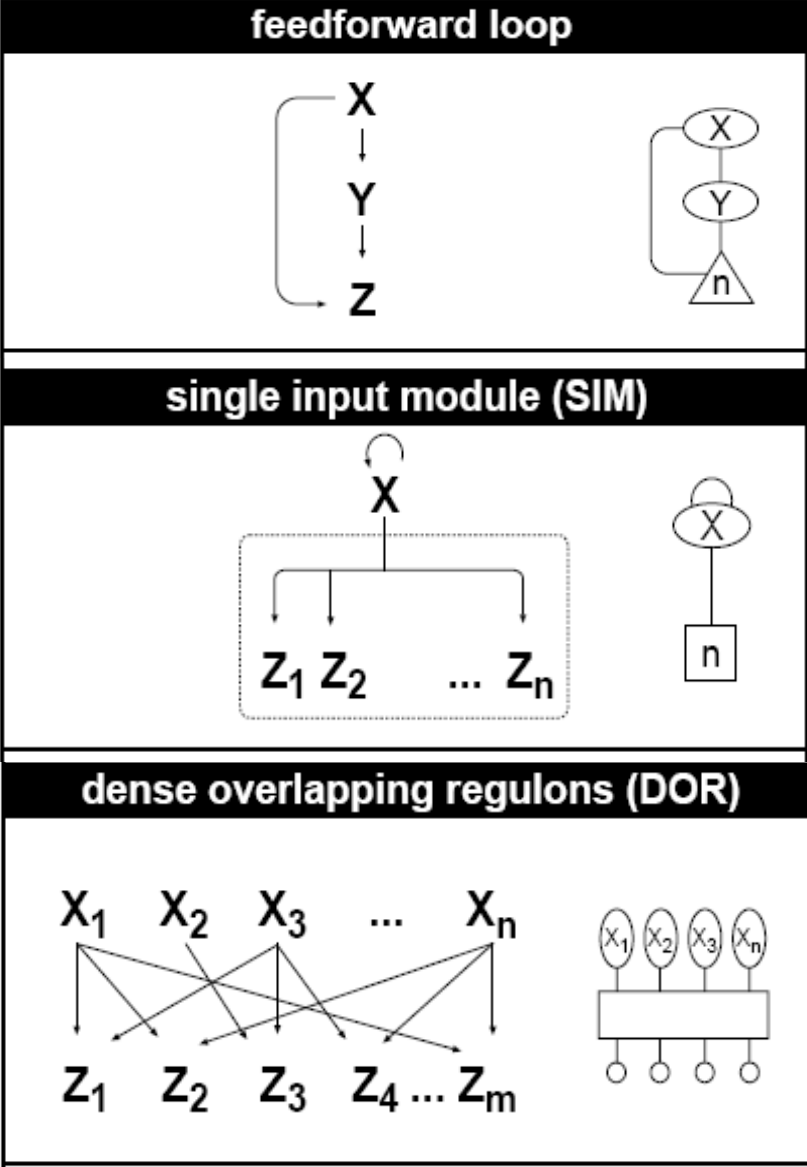 feedforward loop
X X
Y Y
Z n
single input module (SIM)
X X
Z1 Z2 ... Zn n
dense overlapping regulons (DOR)
X1 X2 X3 ... Xn X1 X2 X3 Xn
Z1 Z2 Z3 Z4 ... Zm